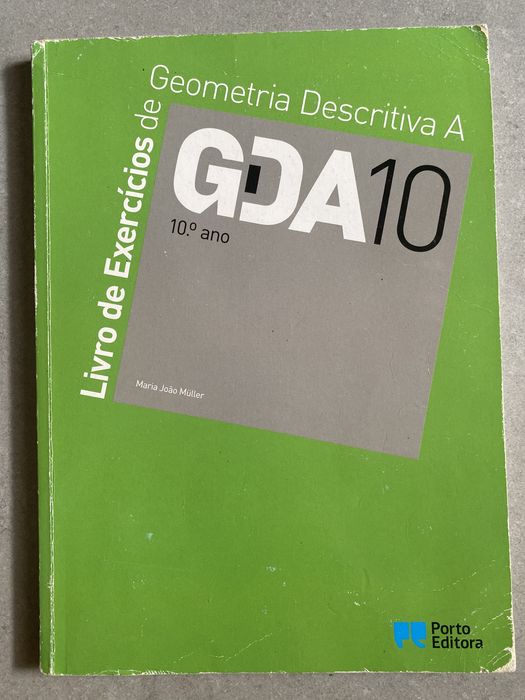 Livro de Exercícios de
Geometria Descritiva A
GDA10
10.º ano
Maria João Müller
Porto
Editora